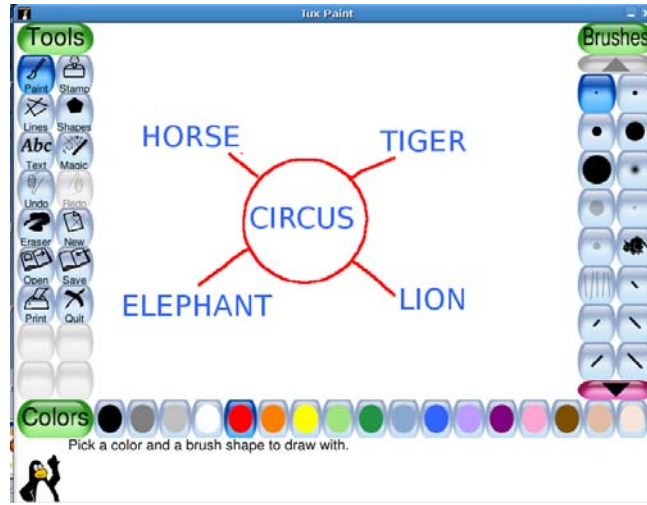 Tux Paint
Tools
Brushes
Paint Stamp
Lines Shapes
Abc
Text Magic
Undo Redo
Eraser New
Open Save
Print Quit
HORSE
TIGER
CIRCUS
ELEPHANT
LION
Colors
Pick a color and a brush shape to draw with.